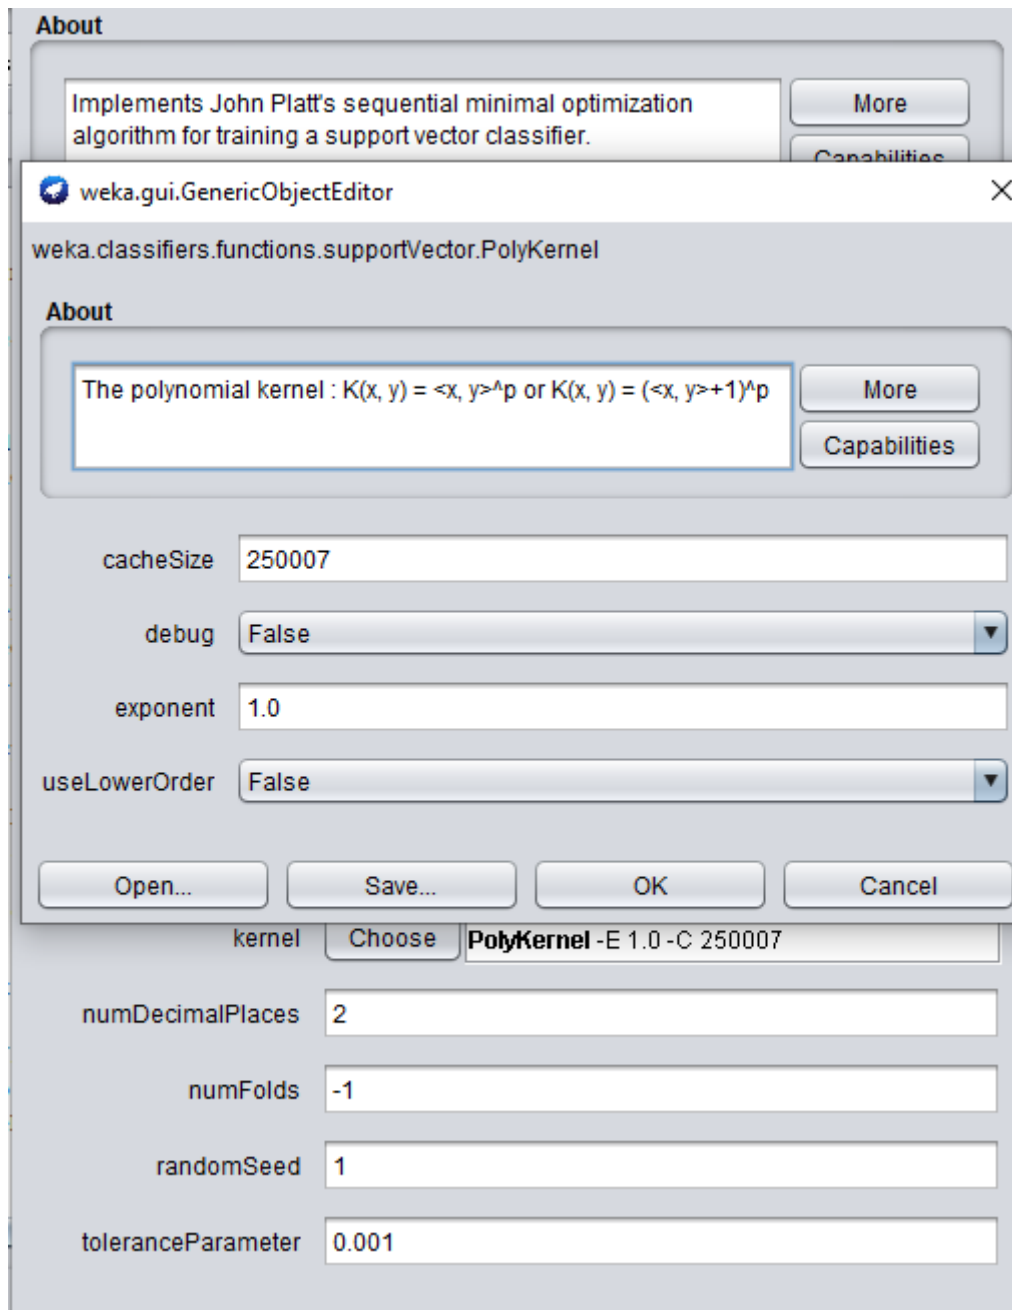 About
Implements John Platt's sequential minimal optimization
algorithm for training a support vector classifier.
More
Capabilities
weka.gui.GenericObjectEditor
weka.classifiers.functions.supportVector.PolyKernel
About
The polynomial kernel : K(x, y) = <x, y>^p or K(x, y) = (<x, y>+1)^p
More
Capabilities
cacheSize 250007
debug False
exponent 1.0
useLowerOrder False
Open... Save... OK Cancel
kernel Choose PolyKernel -E 1.0 -C 250007
numDecimalPlaces 2
numFolds -1
randomSeed 1
toleranceParameter 0.001